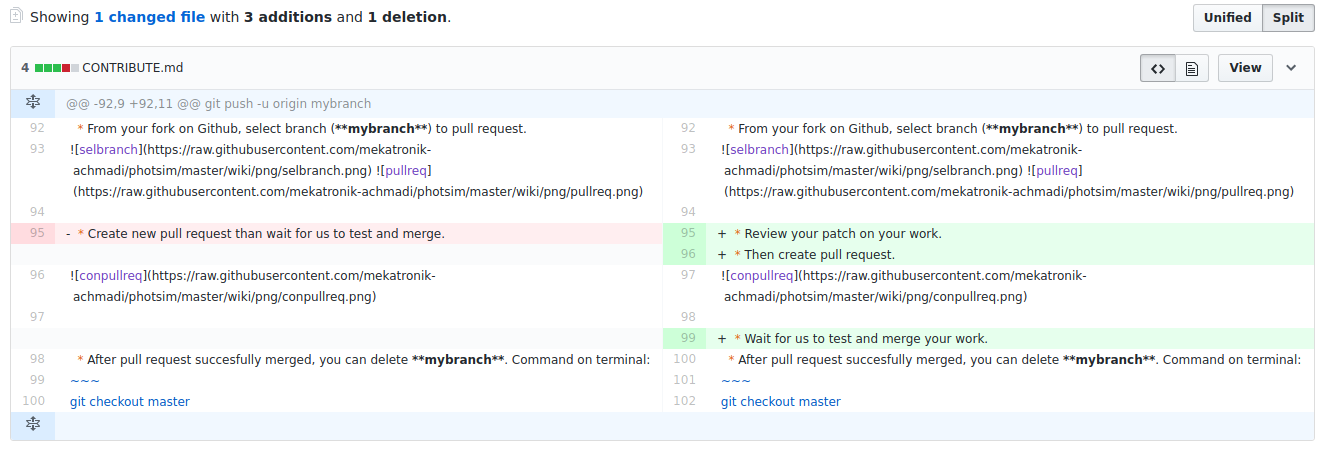 Showing 1 changed file with 3 additions and 1 deletion.
Unified Split
4 CONTRIBUTE.md
View
@@ -92,9 +92,11 @@ git push -u origin mybranch
92 * From your fork on Github, select branch (**mybranch**) to pull request.
93 ![selbranch](https://raw.githubusercontent.com/mekatronik-
achmadi/photsim/master/wiki/png/selbranch.png) ![pullreq]
(https://raw.githubusercontent.com/mekatronik-achmadi/photsim/master/wiki/png/pullreq.png)
94
95 - * Create new pull request than wait for us to test and merge.
96 ![conpullreq](https://raw.githubusercontent.com/mekatronik-
achmadi/photsim/master/wiki/png/conpullreq.png)
97
98 * After pull request succesfully merged, you can delete **mybranch**. Command on terminal:
99 ~~~
100 git checkout master
92 * From your fork on Github, select branch (**mybranch**) to pull request.
93 ![selbranch](https://raw.githubusercontent.com/mekatronik-
achmadi/photsim/master/wiki/png/selbranch.png) ![pullreq]
(https://raw.githubusercontent.com/mekatronik-achmadi/photsim/master/wiki/png/pullreq.png)
94
95 + * Review your patch on your work.
96 + * Then create pull request.
97 ![conpullreq](https://raw.githubusercontent.com/mekatronik-
achmadi/photsim/master/wiki/png/conpullreq.png)
98
99 + * Wait for us to test and merge your work.
100 * After pull request succesfully merged, you can delete **mybranch**. Command on terminal:
101 ~~~
102 git checkout master